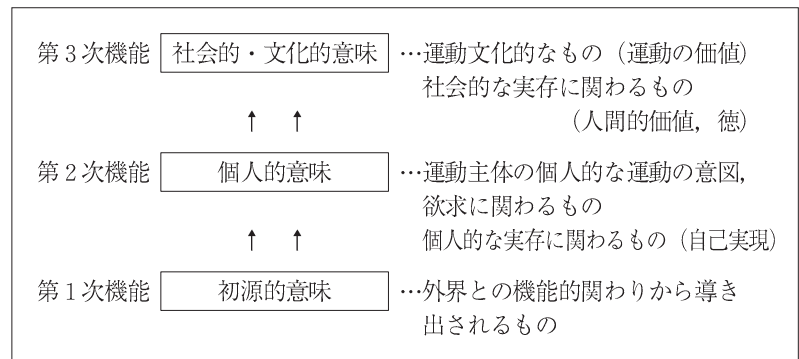 第3次機能 社会的・文化的意味 …運動文化的なもの（運動の価値）
社会的な実存に関わるもの
（人間的価値，徳）
↑ ↑
第2次機能 個人的意味 …運動主体の個人的な運動の意図，
欲求に関わるもの
個人的な実存に関わるもの（自己実現）
↑ ↑
第1次機能 初源的意味 …外界との機能的関わりから導き
出されるもの